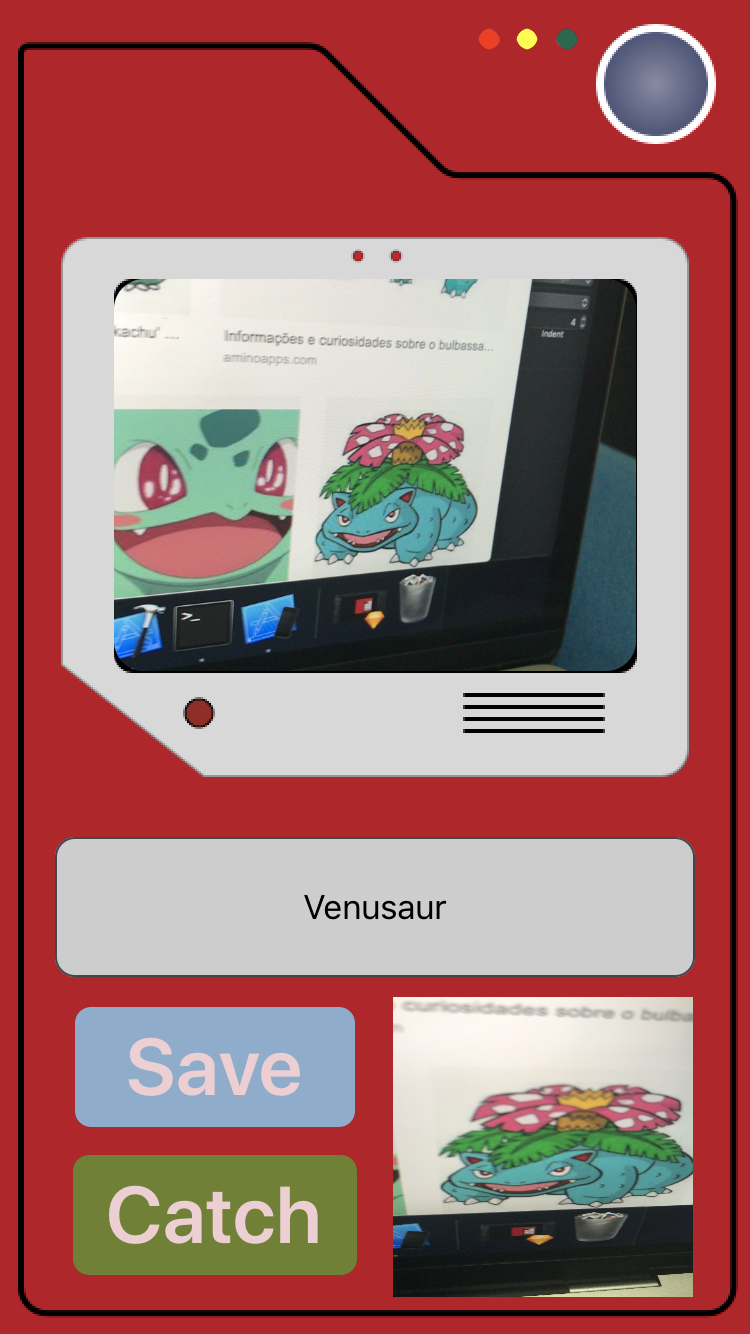 kachu' ...
Informações e curiosidades sobre o bulbassa...
aminoapps.com
4
Indent
>_
Venusaur
Save
Catch
curiosidades sobre o bulba